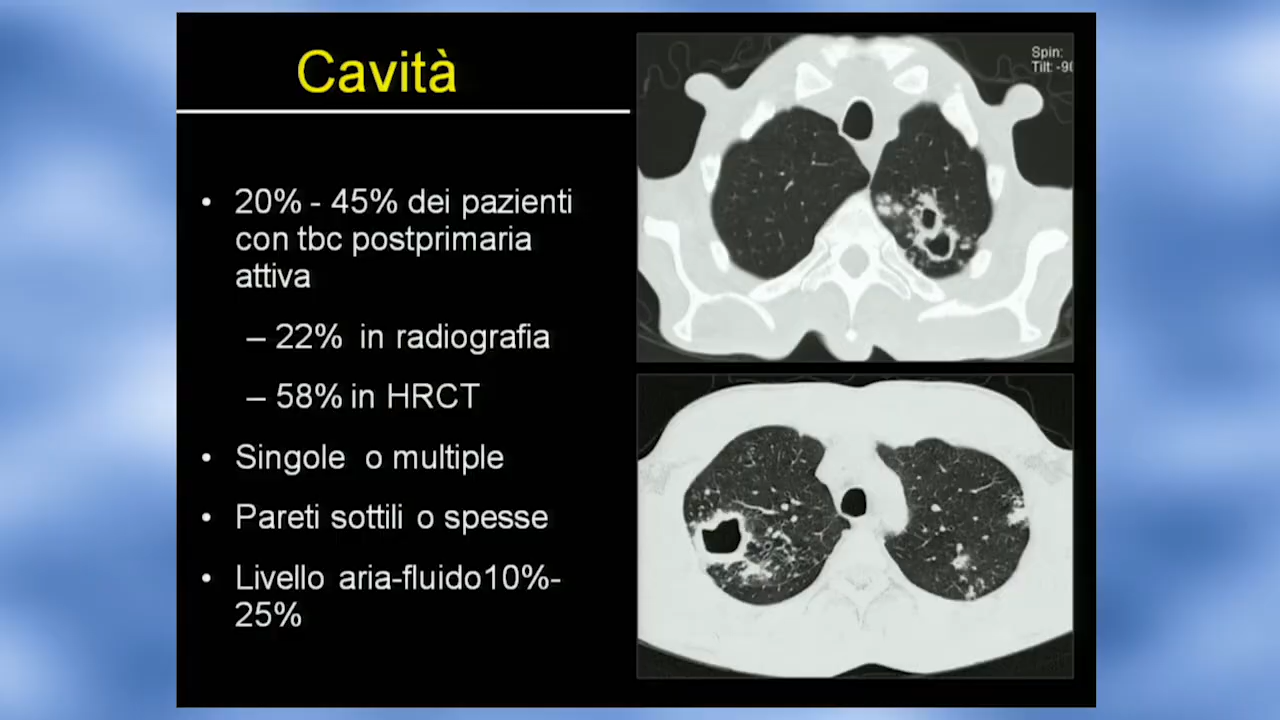 Cavità
• 20% - 45% dei pazienti
con tbc postprimaria
attiva
– 22% in radiografia
– 58% in HRCT
• Singole o multiple
• Pareti sottili o spesse
• Livello aria-fluido10%-
25%
Spin:
Tilt: -90